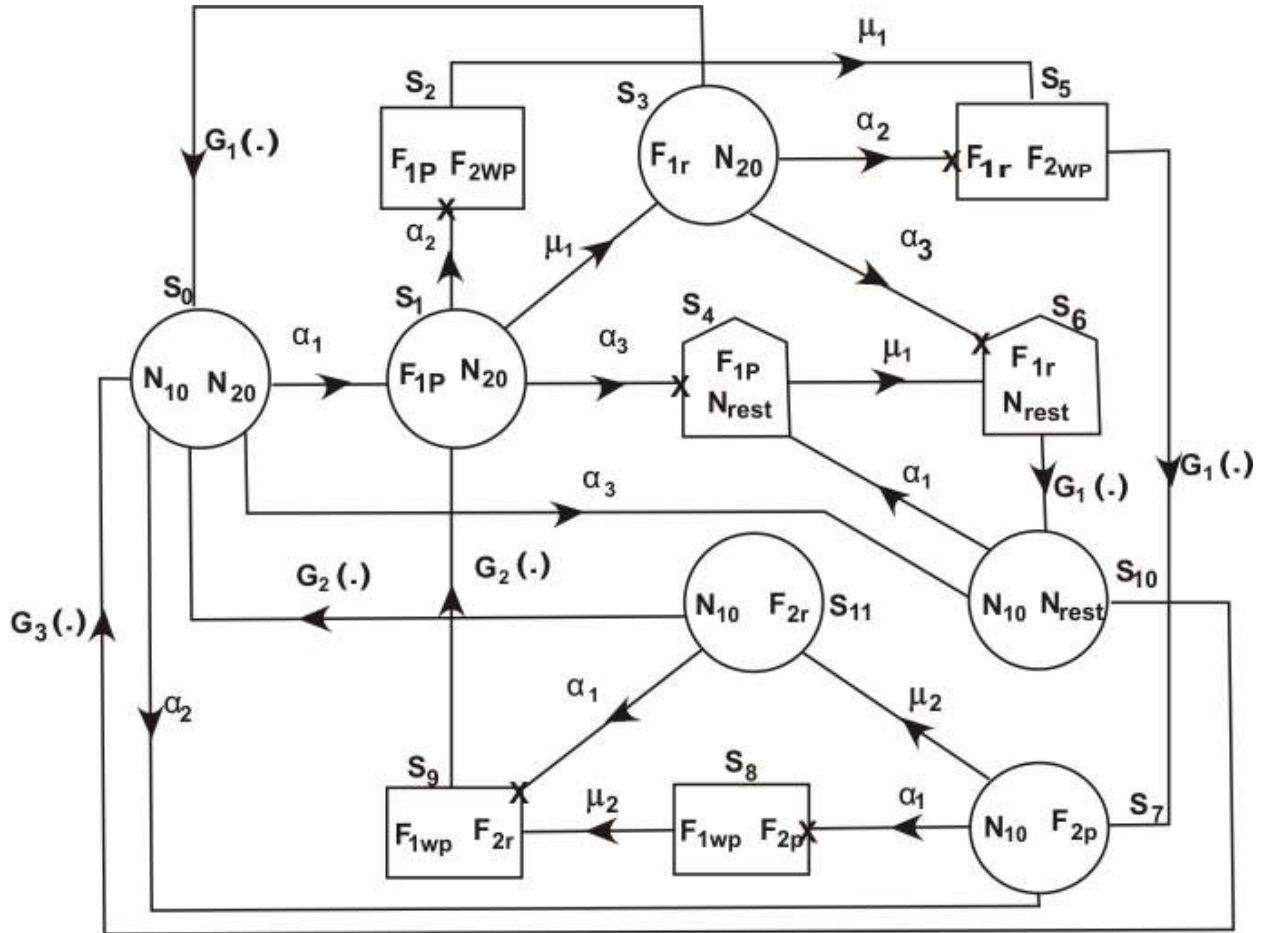 μ₁
S₂
S₃
S₅
α₂
G₁(.)
F₁P F₂WP
F₁r N₂₀
F₁r F₂WP
X
X
α₂
μ₁
α₃
S₀
S₁
S₄
S₆
α₁
α₃
X
F₁P
μ₁
F₁r
N₁₀ N₂₀
F₁P N₂₀
X
Nrest
Nrest
α₃
α₁
G₁(.)
G₁(.)
G₂(.)
G₂(.)
S₁₀
G₃(.)
N₁₀ F₂r
S₁₁
N₁₀ Nrest
α₂
α₁
μ₂
S₉
S₈
X
μ₂
α₁
S₇
F₁wp F₂r
F₁wp F₂p
X
N₁₀ F₂p